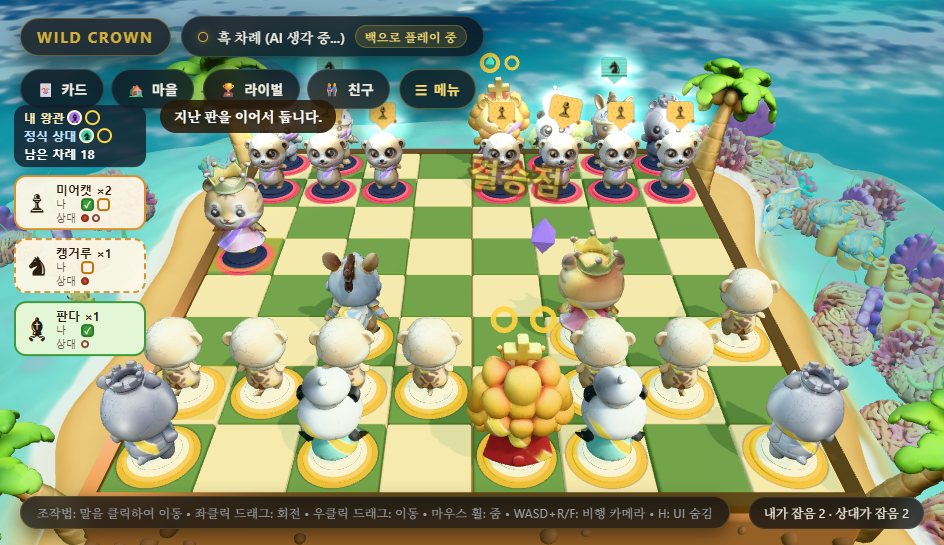 WILD CROWN
흑 차례 (AI 생각 중...)
백으로 플레이 중
카드
마을
라이벌
친구
☰ 메뉴
지난 판을 이어서 둡니다.
내 왕관
정식 상대
남은 차례 18
미어캣 ×2
나
상대
캥거루 ×1
나
상대
판다 ×1
나
상대
결승점
조작법: 말을 클릭하여 이동 • 좌클릭 드래그: 회전 • 우클릭 드래그: 이동 • 마우스 휠: 줌 • WASD+R/F: 비행 카메라 • H: UI 숨김
내가 잡음 2 · 상대가 잡음 2